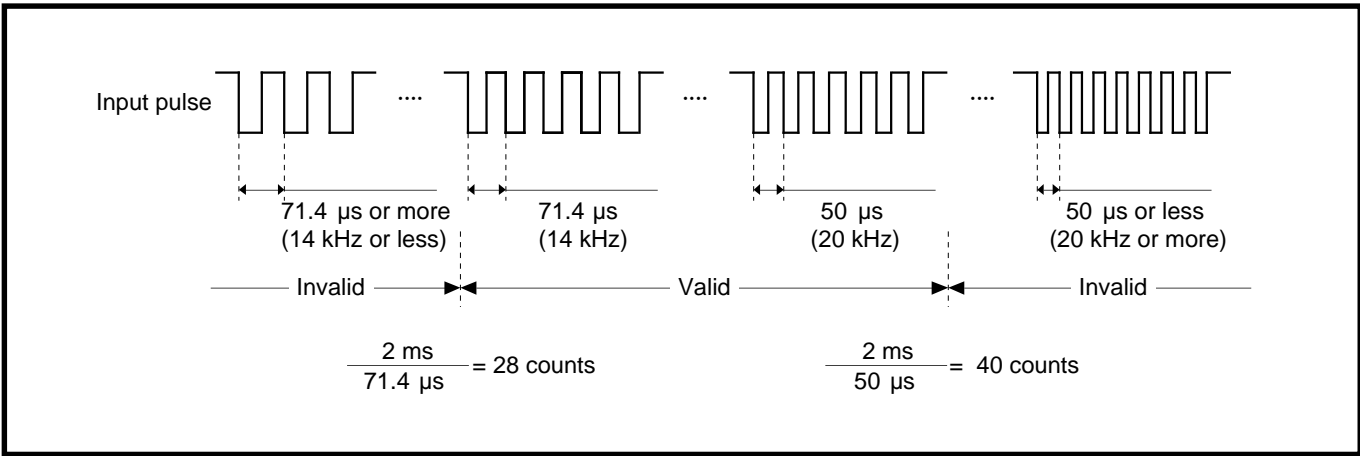 Input pulse
.... .... ....
71.4 μs or more
(14 kHz or less)
71.4 μs
(14 kHz)
50 μs
(20 kHz)
50 μs or less
(20 kHz or more)
Invalid
Valid
Invalid
2 ms
71.4 μs
= 28 counts
2 ms
50 μs
= 40 counts